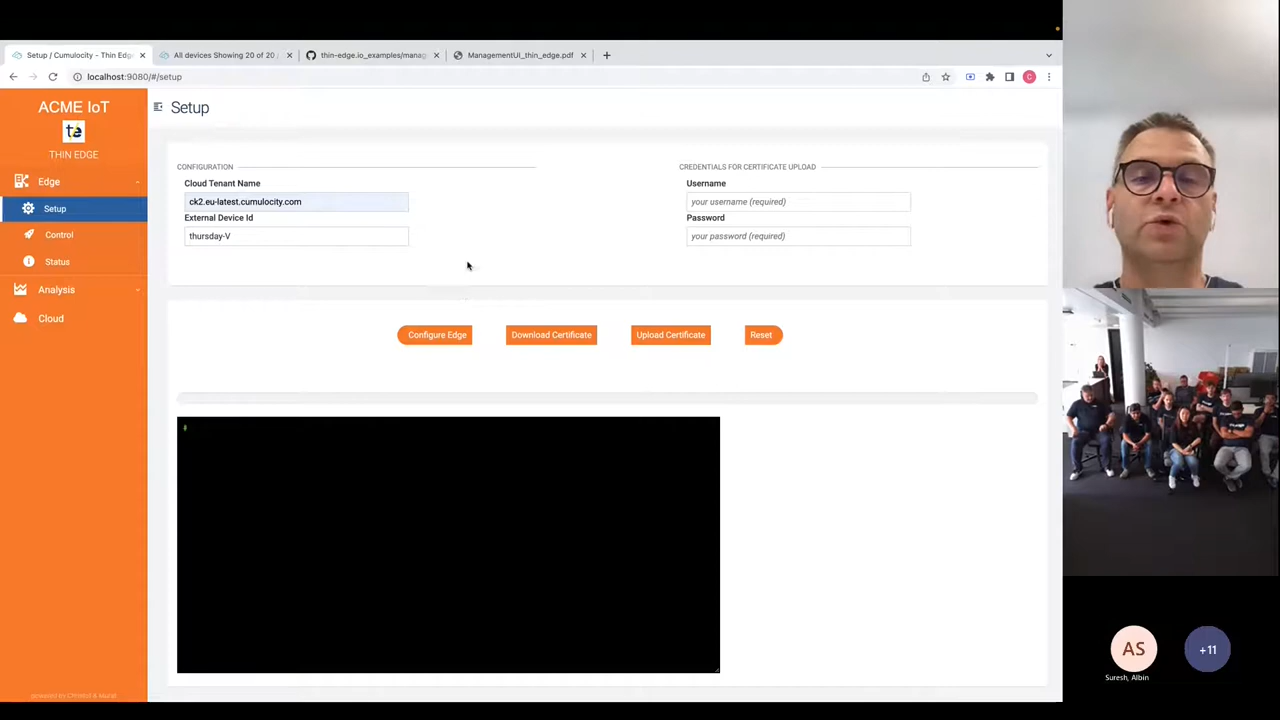 Setup / Cumulocity - Thin Edge
All devices Showing 20 of 20
thin-edge.io_examples/manag
ManagementUI_thin_edge.pdf
localhost:9080/#/setup
C
ACME IoT
te
THIN EDGE
Edge
Setup
Control
Status
Analysis
Cloud
Setup
CONFIGURATION
Cloud Tenant Name
ck2.eu-latest.cumulocity.com
External Device Id
thursday-V
CREDENTIALS FOR CERTIFICATE UPLOAD
Username
your username (required)
Password
your password (required)
Configure Edge
Download Certificate
Upload Certificate
Reset
#
AS
Suresh, Albin
+11